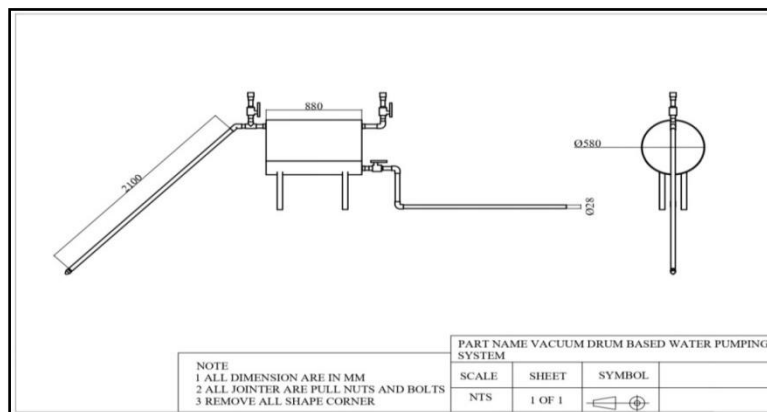 880
2100
Ø580
Ø28
NOTE
1 ALL DIMENSION ARE IN MM
2 ALL JOINTER ARE PULL NUTS AND BOLTS
3 REMOVE ALL SHAPE CORNER
PART NAME VACUUM DRUM BASED WATER PUMPING
SYSTEM
SCALE SHEET SYMBOL
NTS 1 OF 1